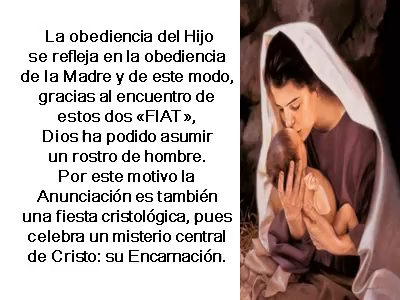 La obediencia del Hijo
se refleja en la obediencia
de la Madre y de este modo,
gracias al encuentro de
estos dos «FIAT»,
Dios ha podido asumir
un rostro de hombre.
Por este motivo la
Anunciación es también
una fiesta cristológica, pues
celebra un misterio central
de Cristo: su Encarnación.